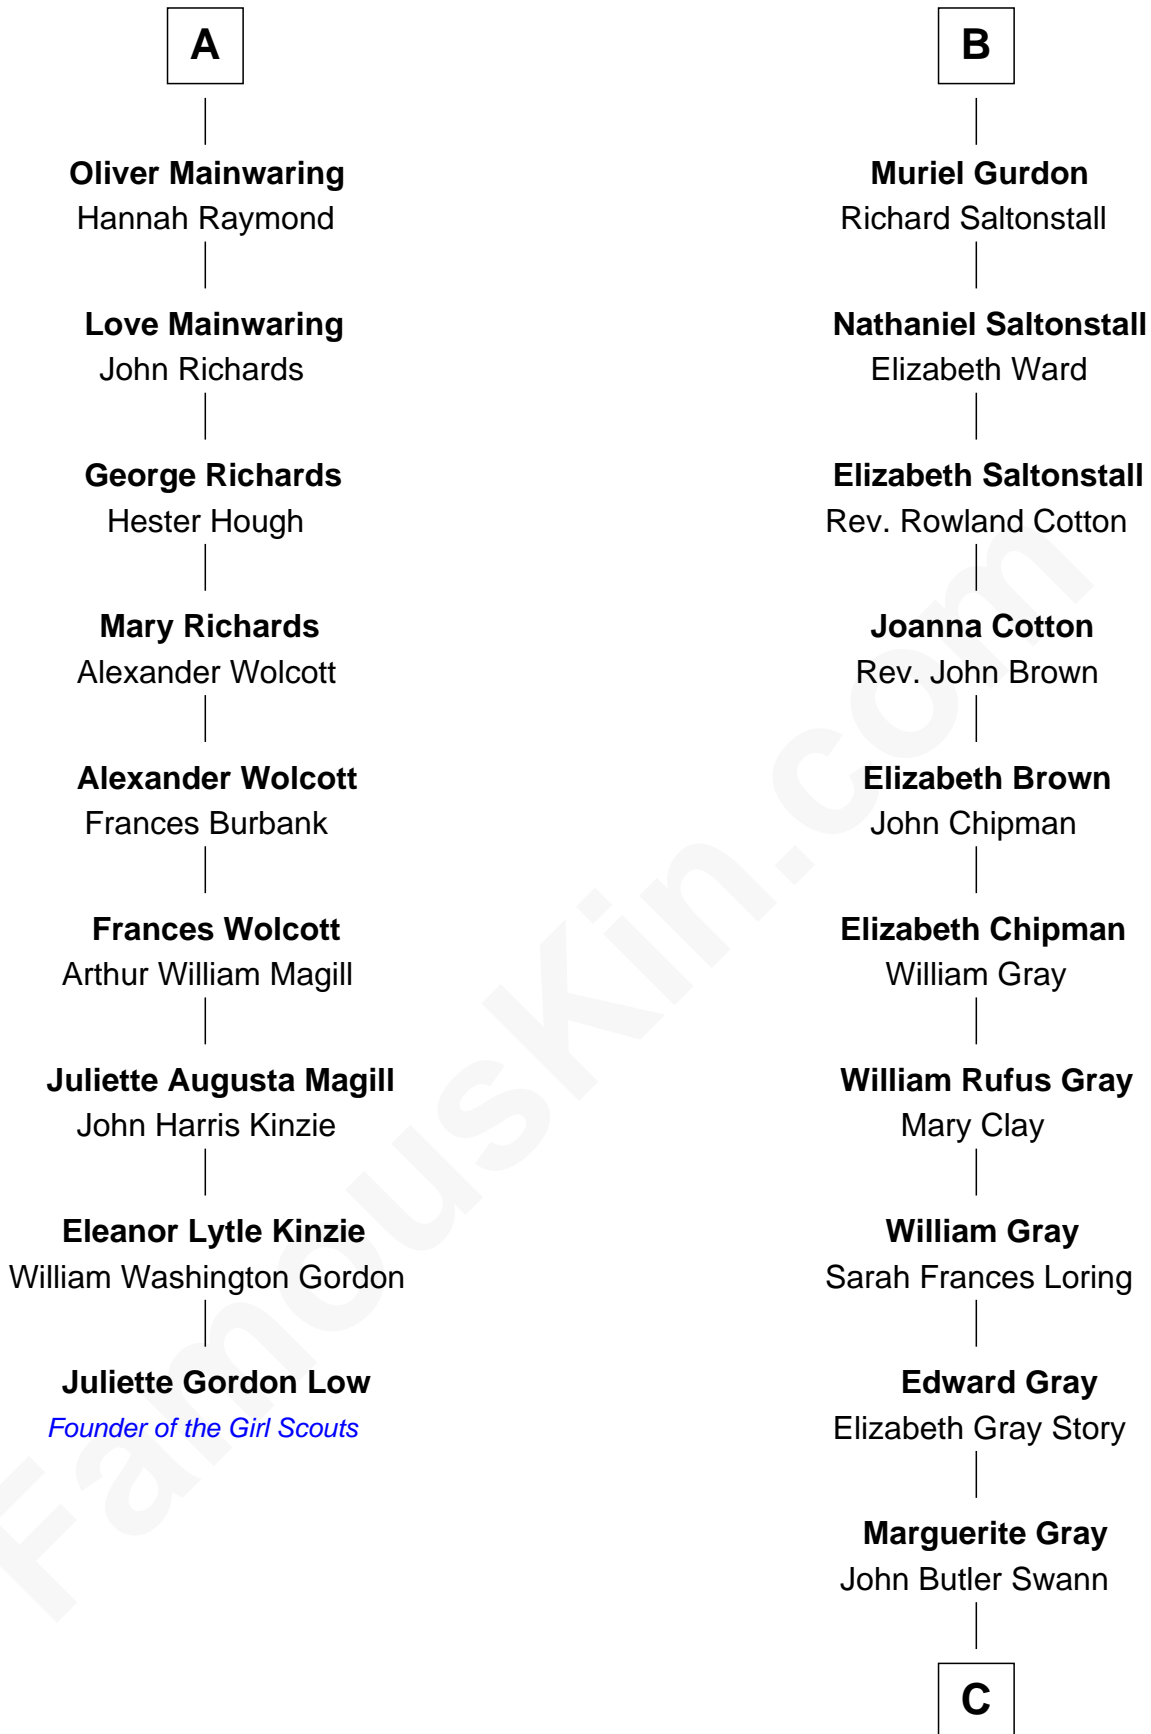 A
Oliver Mainwaring
Hannah Raymond
Love Mainwaring
John Richards
George Richards
Hester Hough
Mary Richards
Alexander Wolcott
Alexander Wolcott
Frances Burbank
Frances Wolcott
Arthur William Magill
Juliette Augusta Magill
John Harris Kinzie
Eleanor Lytle Kinzie
William Washington Gordon
Juliette Gordon Low
Founder of the Girl Scouts
B
Muriel Gurdon
Richard Saltonstall
Nathaniel Saltonstall
Elizabeth Ward
Elizabeth Saltonstall
Rev. Rowland Cotton
Joanna Cotton
Rev. John Brown
Elizabeth Brown
John Chipman
Elizabeth Chipman
William Gray
William Rufus Gray
Mary Clay
William Gray
Sarah Frances Loring
Edward Gray
Elizabeth Gray Story
Marguerite Gray
John Butler Swann
C
FamousKin.com